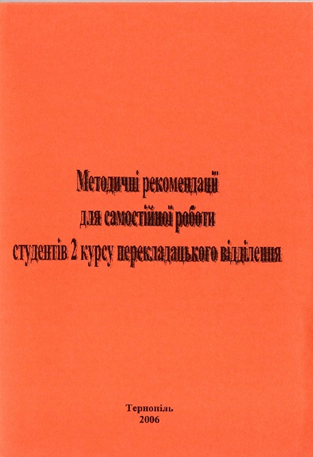 Методичні рекомендації
для самостійної роботи
студентів 2 курсу перекладацького відділення
Тернопіль
2006